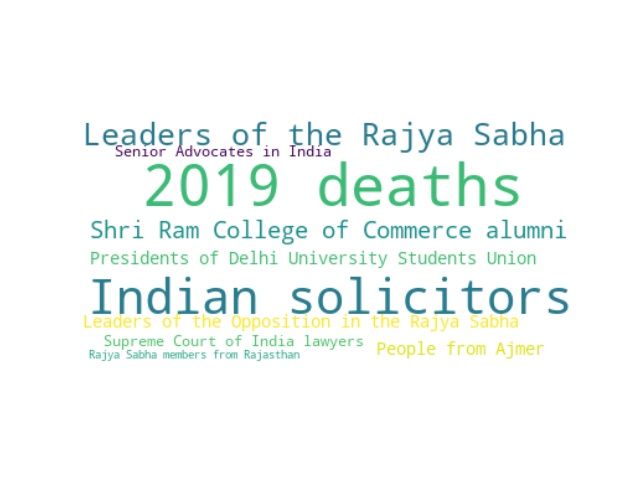 Leaders of the Rajya Sabha
Senior Advocates in India
2019 deaths
Shri Ram College of Commerce alumni
Presidents of Delhi University Students Union
Indian solicitors
Leaders of the Opposition in the Rajya Sabha
Supreme Court of India lawyers
People from Ajmer
Rajya Sabha members from Rajasthan